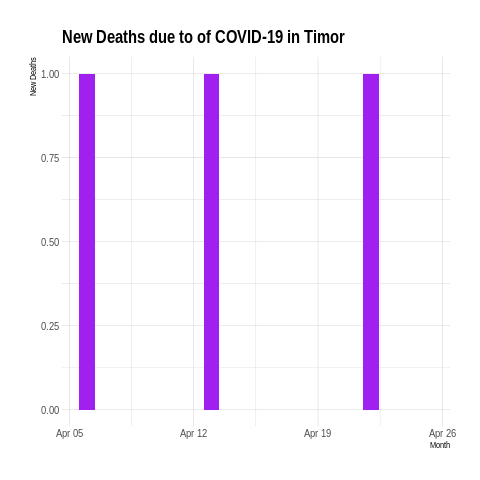 New Deaths due to of COVID-19 in Timor
New Deaths
1.00
0.75
0.50
0.25
0.00
Apr 05 Apr 12 Apr 19 Apr 26
Month